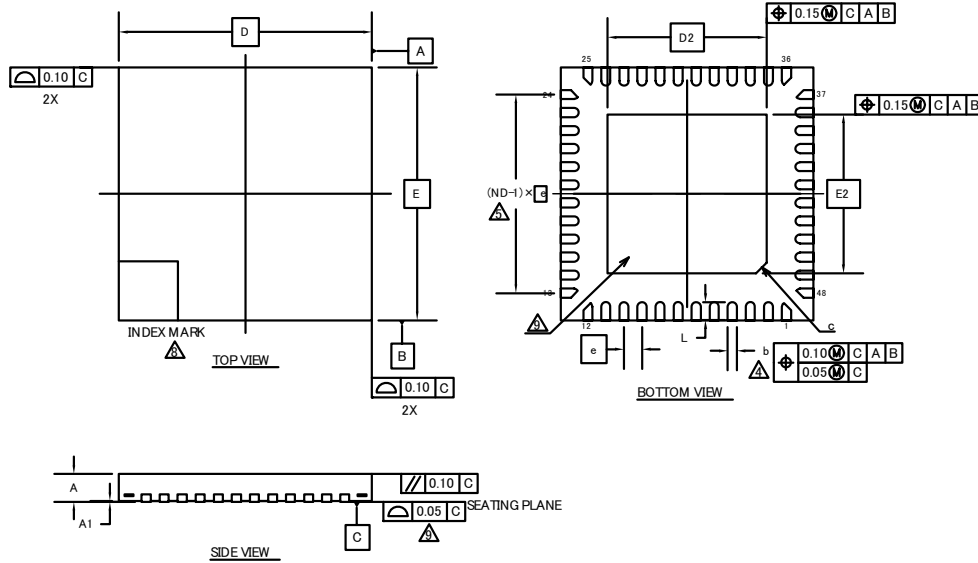 D
A
0.10 C
2X
E
INDEX MARK
8
TOP VIEW
B
0.10 C
2X
0.15 Ⓜ C A B
D2
25
36
24
37
0.15 Ⓜ C A B
(ND-1)× e
5
E2
13
48
9
12
1
c
e
L
b
4
0.10 Ⓜ C A B
0.05 Ⓜ C
BOTTOM VIEW
A
// 0.10 C
SEATING PLANE
A1
0.05 C
9
C
SIDE VIEW